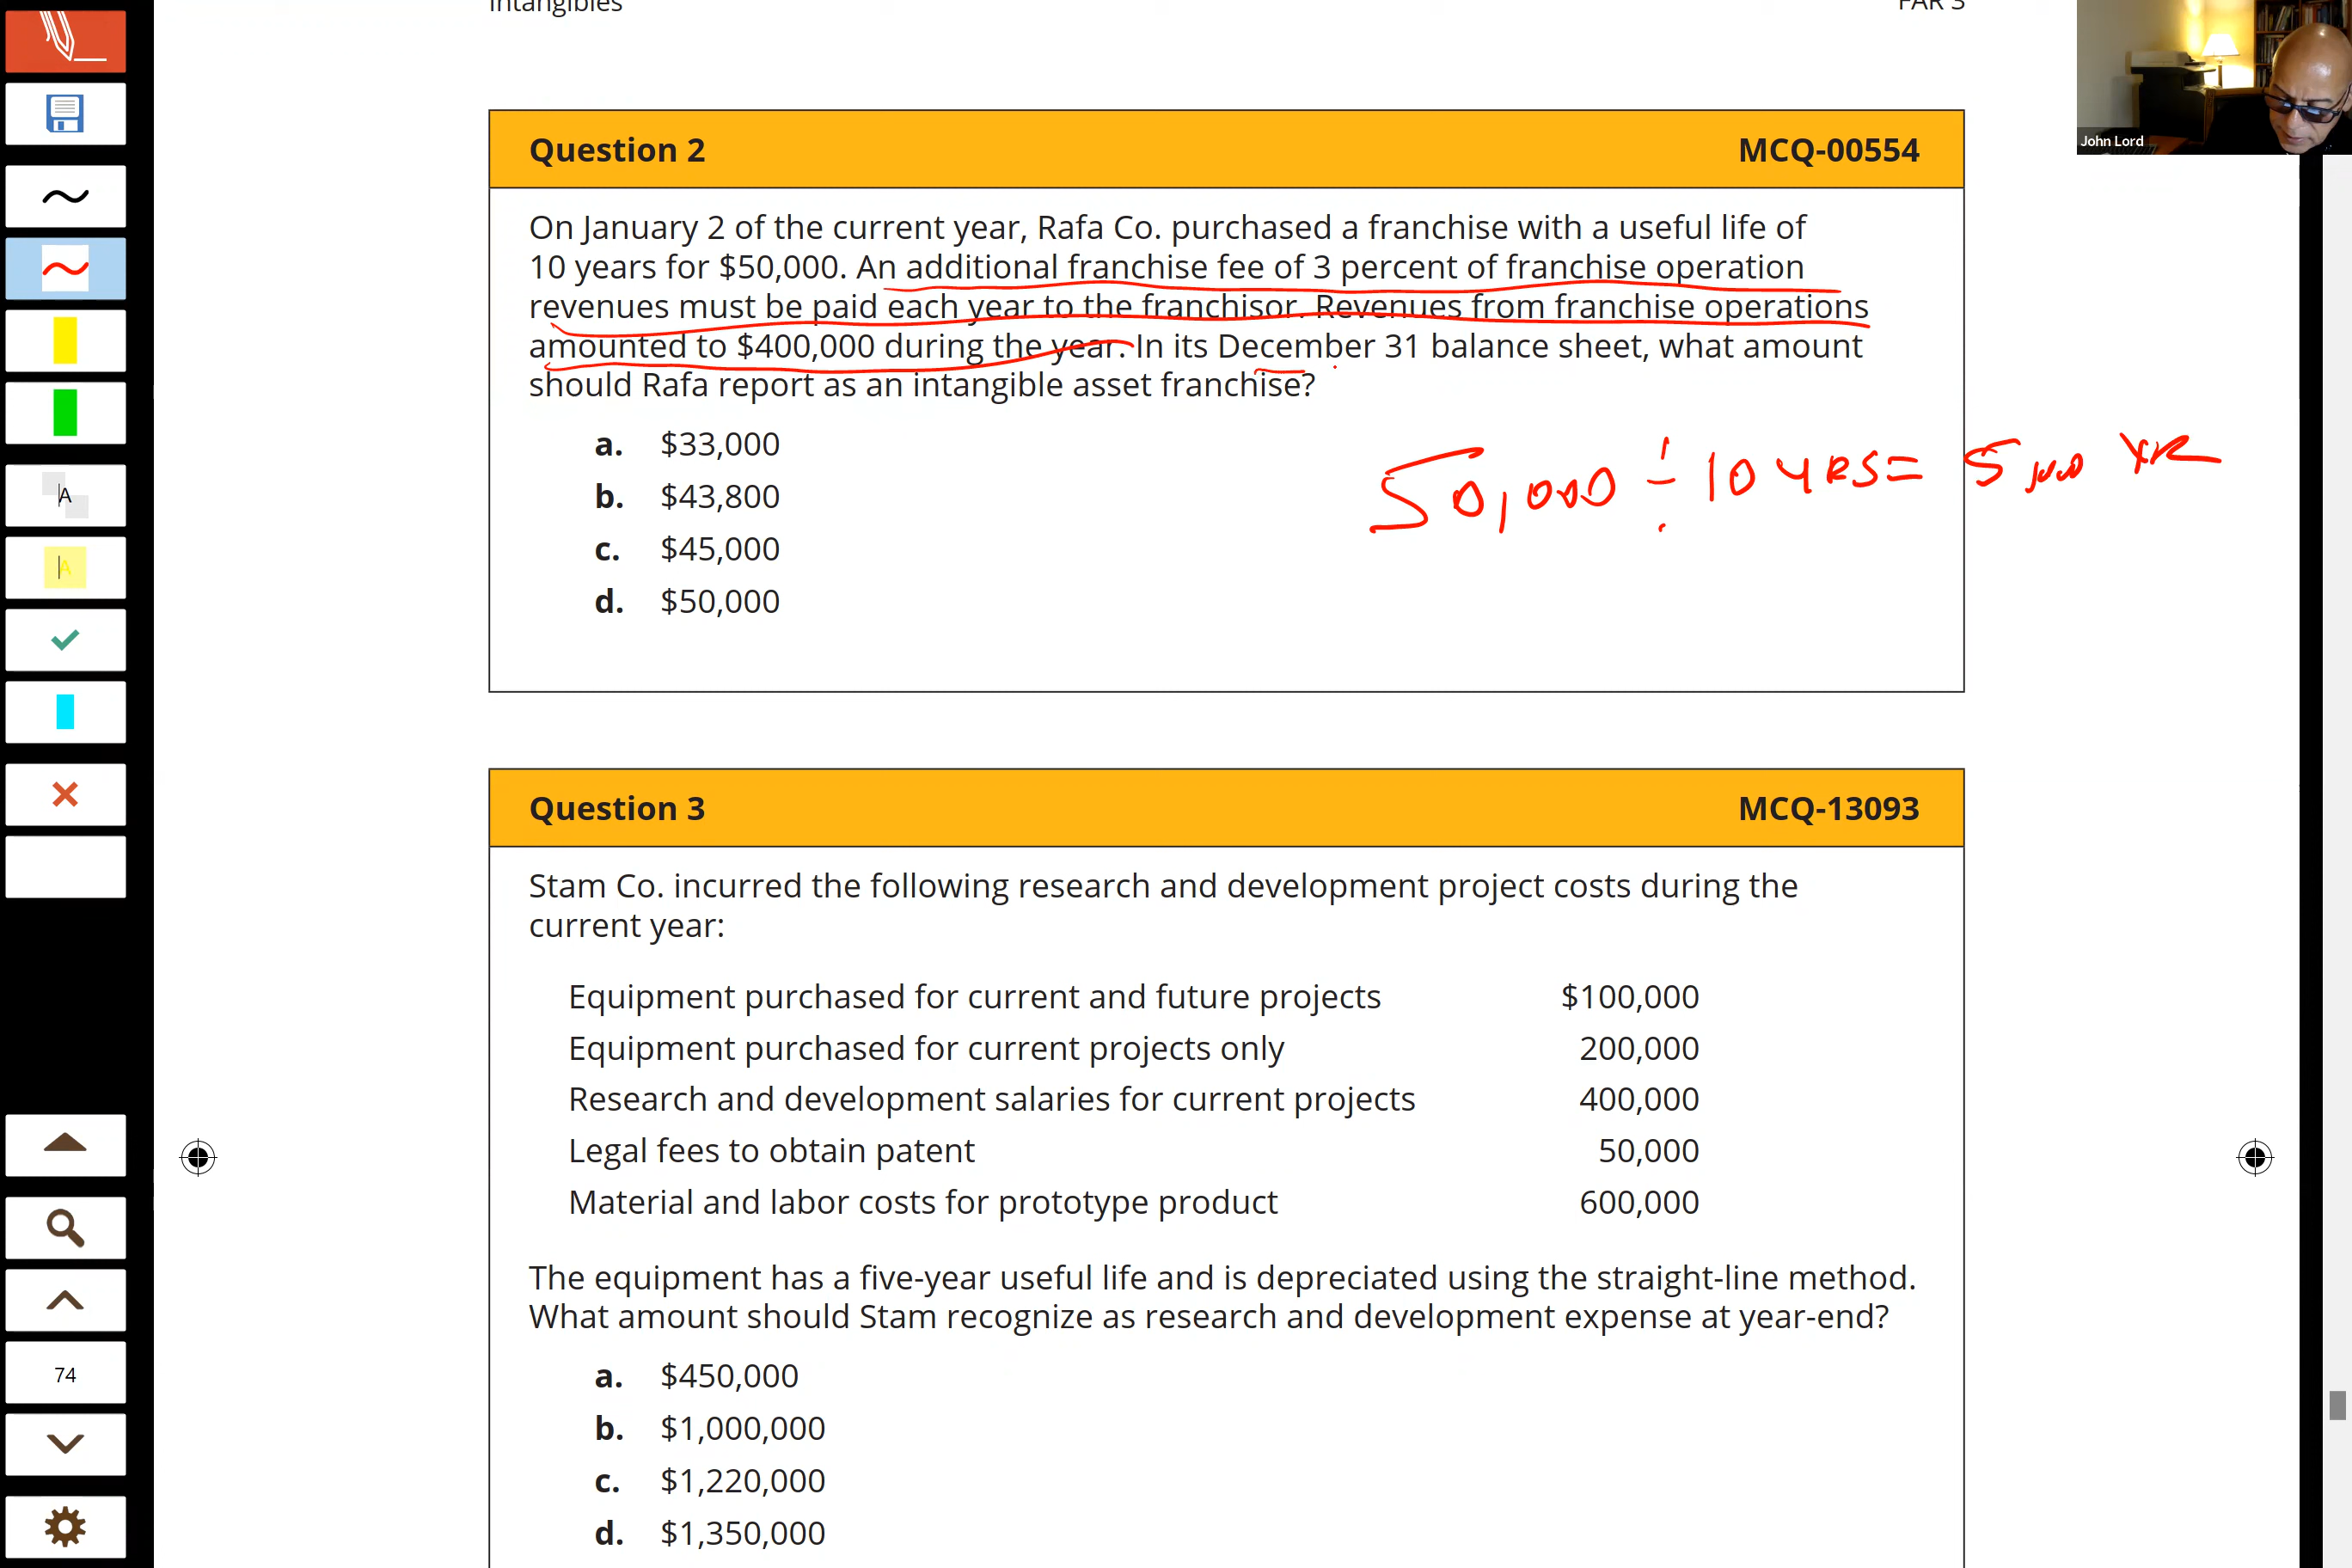 Intangibles
FAR 3
John Lord
Question 2 MCQ-00554
On January 2 of the current year, Rafa Co. purchased a franchise with a useful life of
10 years for $50,000. An additional franchise fee of 3 percent of franchise operation
revenues must be paid each year to the franchisor. Revenues from franchise operations
amounted to $400,000 during the year. In its December 31 balance sheet, what amount
should Rafa report as an intangible asset franchise?
a. $33,000
b. $43,800
c. $45,000
d. $50,000
50,000 ÷ 10 YRS = 5,000 YR
Question 3 MCQ-13093
Stam Co. incurred the following research and development project costs during the
current year:
Equipment purchased for current and future projects $100,000
Equipment purchased for current projects only 200,000
Research and development salaries for current projects 400,000
Legal fees to obtain patent 50,000
Material and labor costs for prototype product 600,000
The equipment has a five-year useful life and is depreciated using the straight-line method.
What amount should Stam recognize as research and development expense at year-end?
a. $450,000
b. $1,000,000
c. $1,220,000
d. $1,350,000
A
A
74